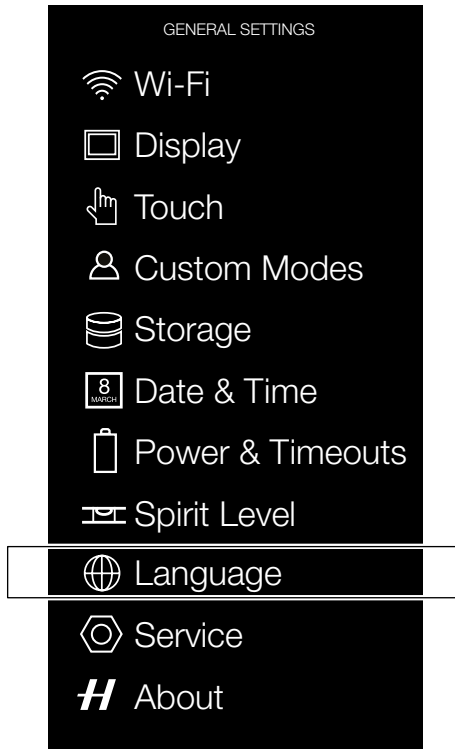 GENERAL SETTINGS
Wi-Fi
Display
Touch
Custom Modes
Storage
8
MARCH
Date & Time
Power & Timeouts
Spirit Level
Language
Service
H About